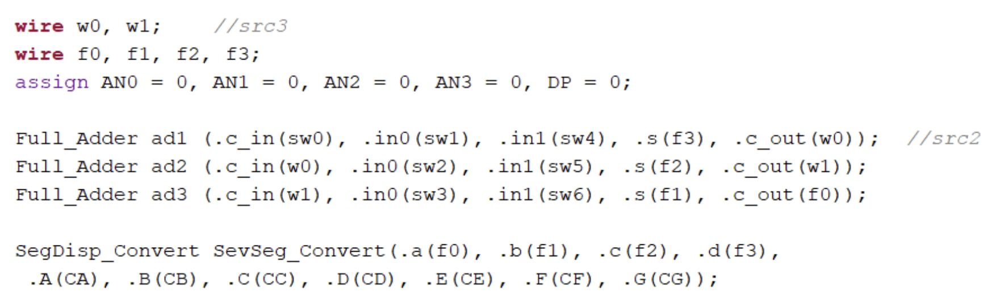 wire w0, w1;    //src3
wire f0, f1, f2, f3;
assign AN0 = 0, AN1 = 0, AN2 = 0, AN3 = 0, DP = 0;
Full_Adder ad1 (.c_in(sw0), .in0(sw1), .in1(sw4), .s(f3), .c_out(w0));  //src2
Full_Adder ad2 (.c_in(w0), .in0(sw2), .in1(sw5), .s(f2), .c_out(w1));
Full_Adder ad3 (.c_in(w1), .in0(sw3), .in1(sw6), .s(f1), .c_out(f0));
SegDisp_Convert SevSeg_Convert(.a(f0), .b(f1), .c(f2), .d(f3),
 .A(CA), .B(CB), .C(CC), .D(CD), .E(CE), .F(CF), .G(CG));